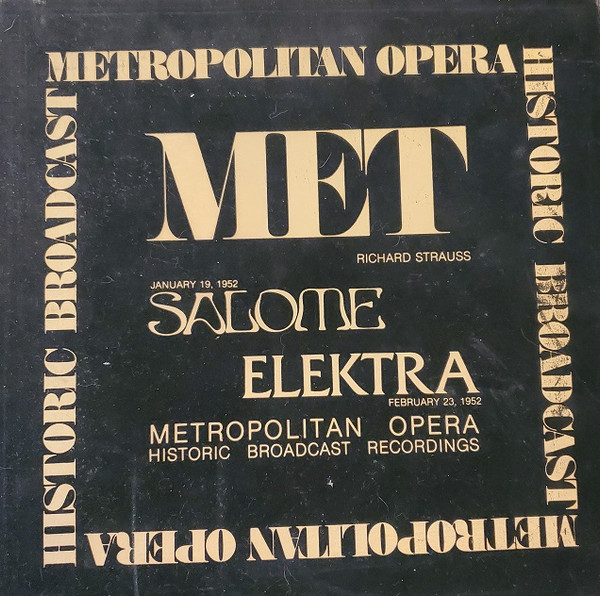 METROPOLITAN OPERA
HISTORIC BROADCAST
METROPOLITAN OPERA
HISTORIC BROADCAST
MET
RICHARD STRAUSS
JANUARY 19, 1952
SALOME
ELEKTRA
FEBRUARY 23, 1952
METROPOLITAN OPERA
HISTORIC BROADCAST RECORDINGS